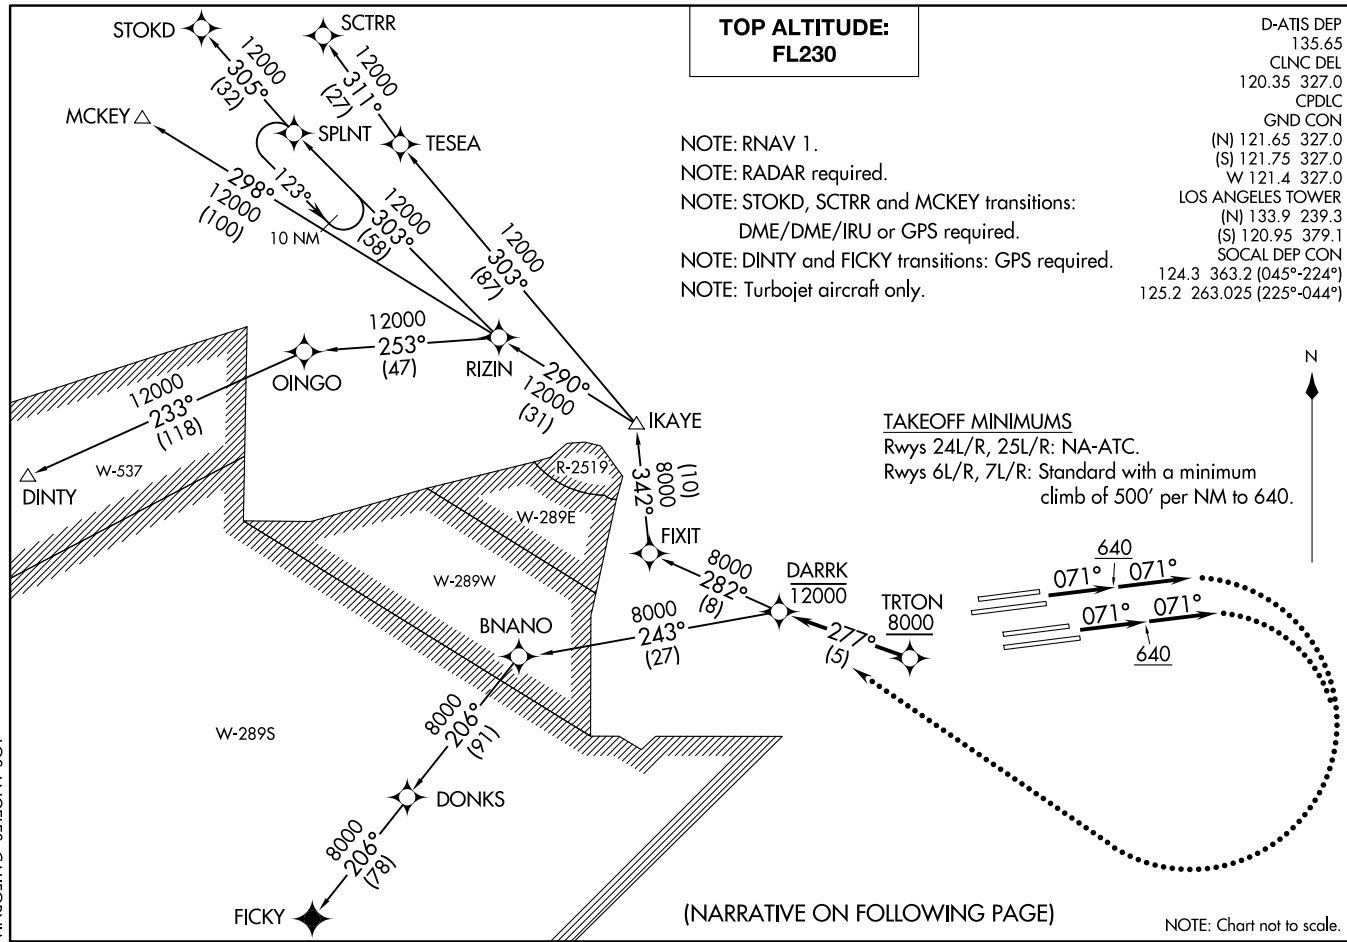 TOP ALTITUDE:
FL230
D-ATIS DEP
135.65
CLNC DEL
120.35 327.0
CPDLC
GND CON
(N) 121.65 327.0
(S) 121.75 327.0
W 121.4 327.0
LOS ANGELES TOWER
(N) 133.9 239.3
(S) 120.95 379.1
SOCAL DEP CON
124.3 363.2 (045°-224°)
125.2 263.025 (225°-044°)
NOTE: RNAV 1.
NOTE: RADAR required.
NOTE: STOKD, SCTRR and MCKEY transitions:
DME/DME/IRU or GPS required.
NOTE: DINTY and FICKY transitions: GPS required.
NOTE: Turbojet aircraft only.
STOKD
SCTRR
12000
305°
(32)
12000
311°
(27)
MCKEY
SPLNT
TESEA
298°
12000
(100)
123°
10 NM
12000
303°
(58)
12000
303°
(87)
12000
253°
(47)
OINGO
RIZIN
290°
12000
(31)
12000
233°
(118)
W-537
DINTY
IKAYE
R-2519
W-289E
342°
8000
(10)
FIXIT
W-289W
8000
282°
(8)
DARRK
12000
BNANO
8000
243°
(27)
277°
(5)
TRTON
8000
N
TAKEOFF MINIMUMS
Rwys 24L/R, 25L/R: NA-ATC.
Rwys 6L/R, 7L/R: Standard with a minimum
climb of 500' per NM to 640.
640
071° 071°
071° 071°
640
W-289S
8000
206°
(91)
DONKS
8000
206°
(78)
FICKY
(NARRATIVE ON FOLLOWING PAGE)
NOTE: Chart not to scale.